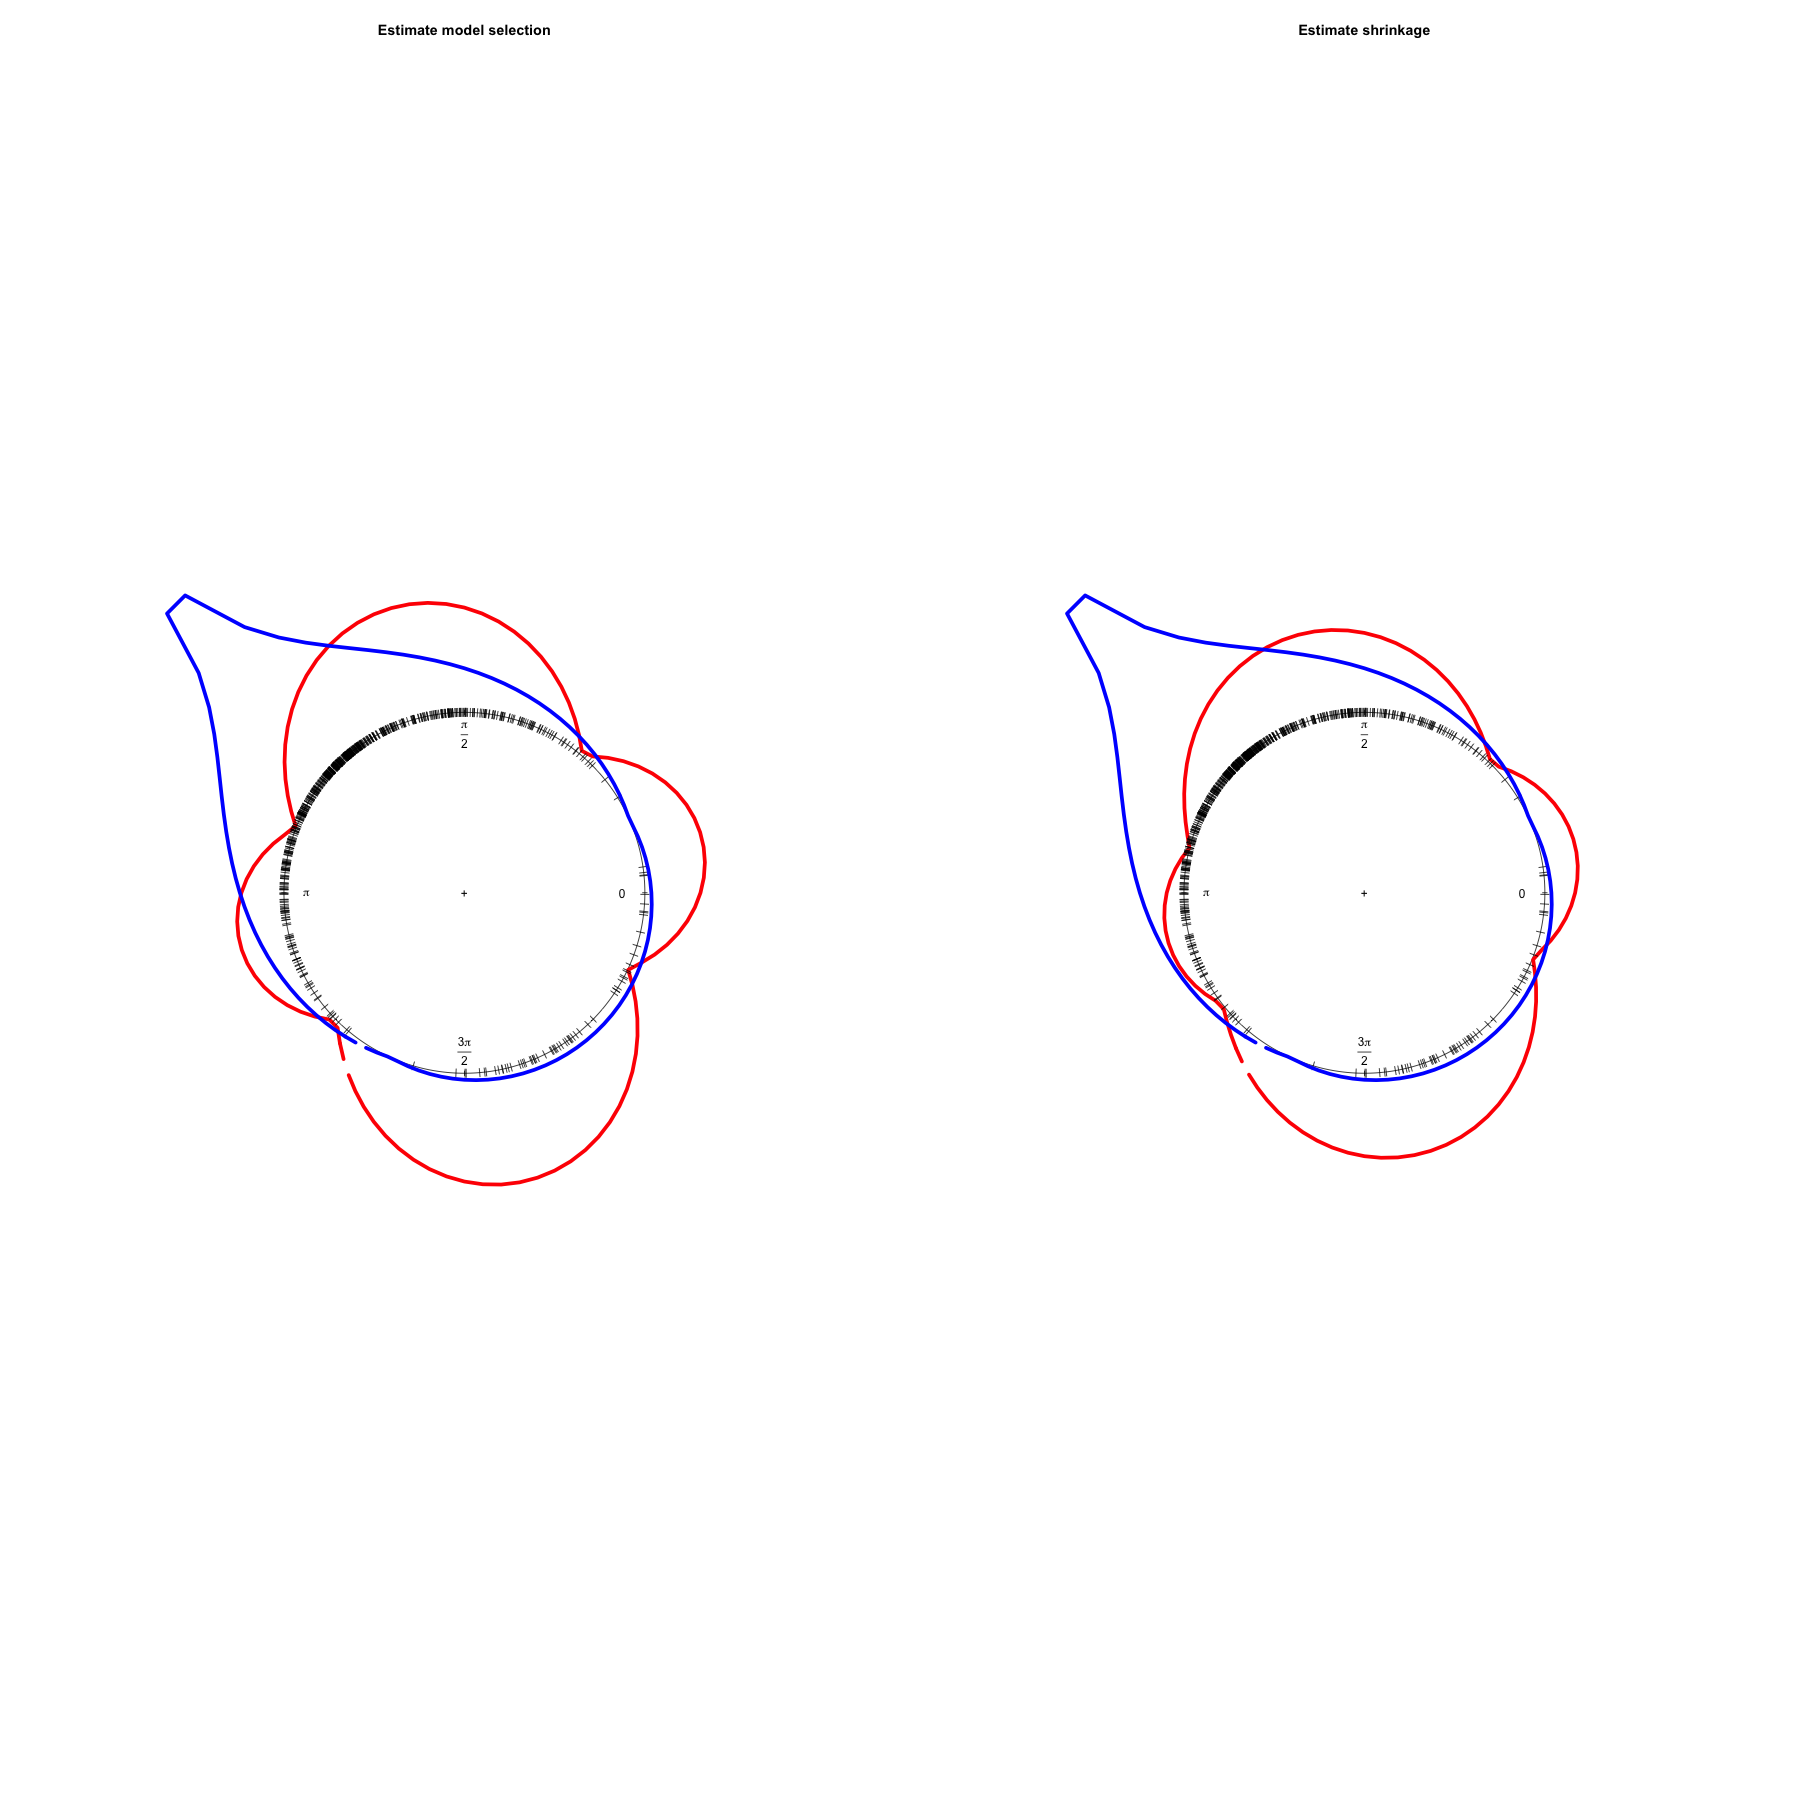 Estimate model selection
Estimate shrinkage
π
2
π
+
0
3π
2
π
2
π
+
0
3π
2